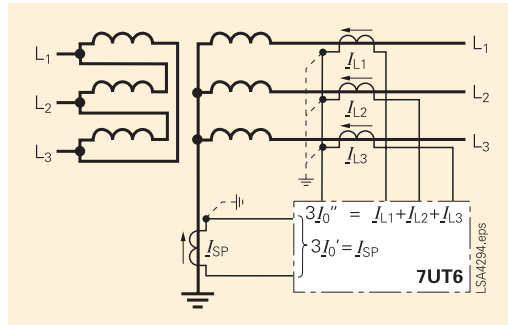 L1
L2
L3
L1
L2
L3
IL1
IL2
IL3
ISP
3I0" = IL1+IL2+IL3
3I0' = ISP
7UT6
LSA4294.eps